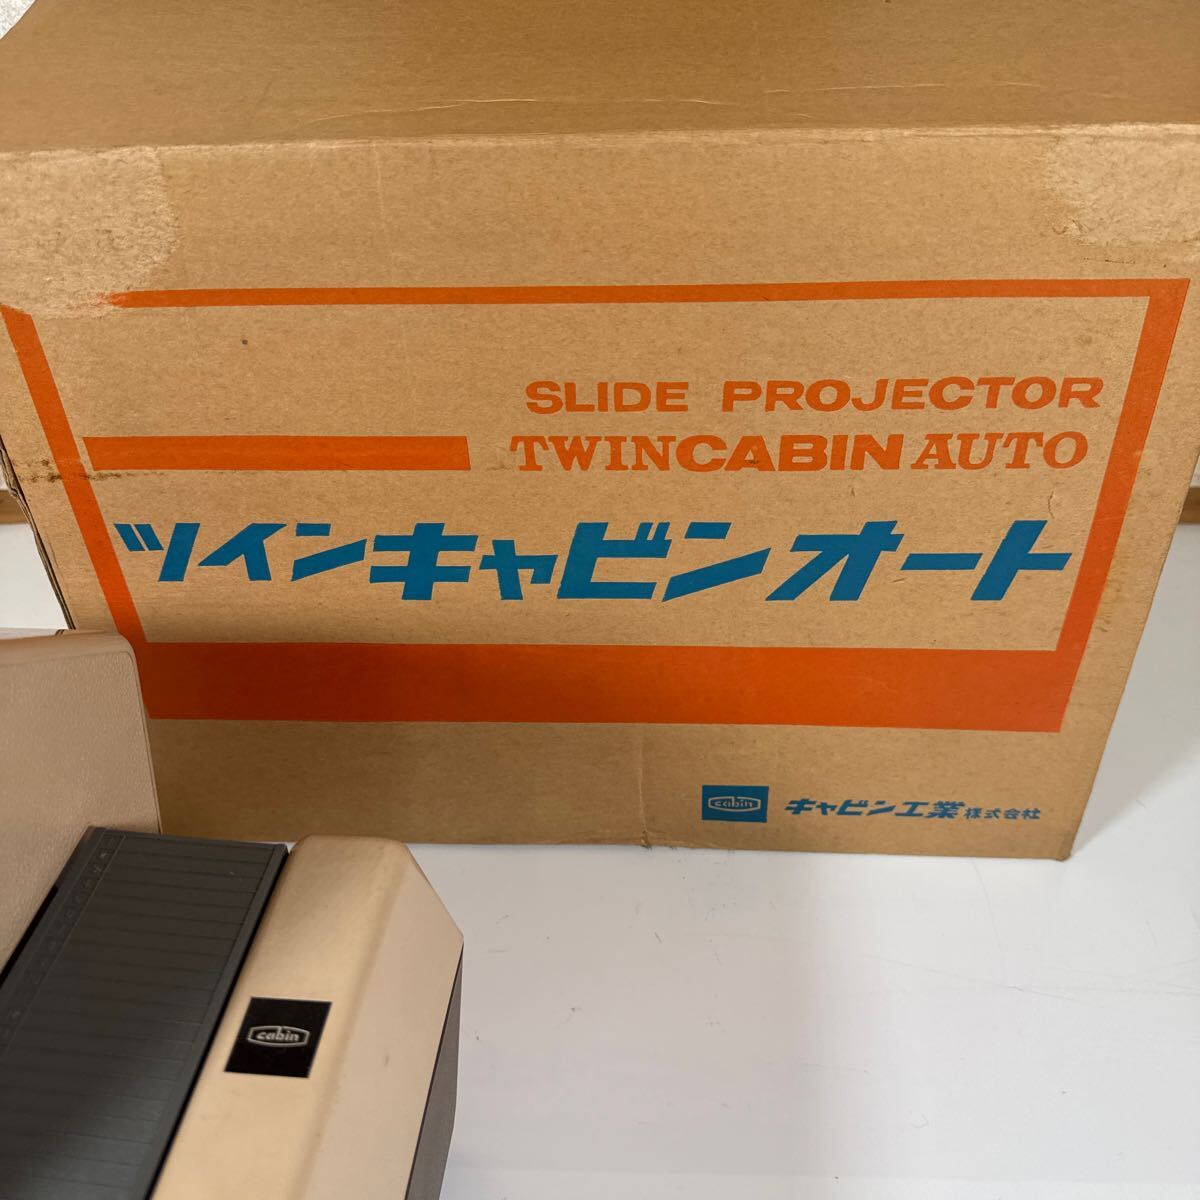 SLIDE PROJECTOR
TWINCABIN AUTO
ツインキャビンオート
cabin キャビン工業株式会社
cabin